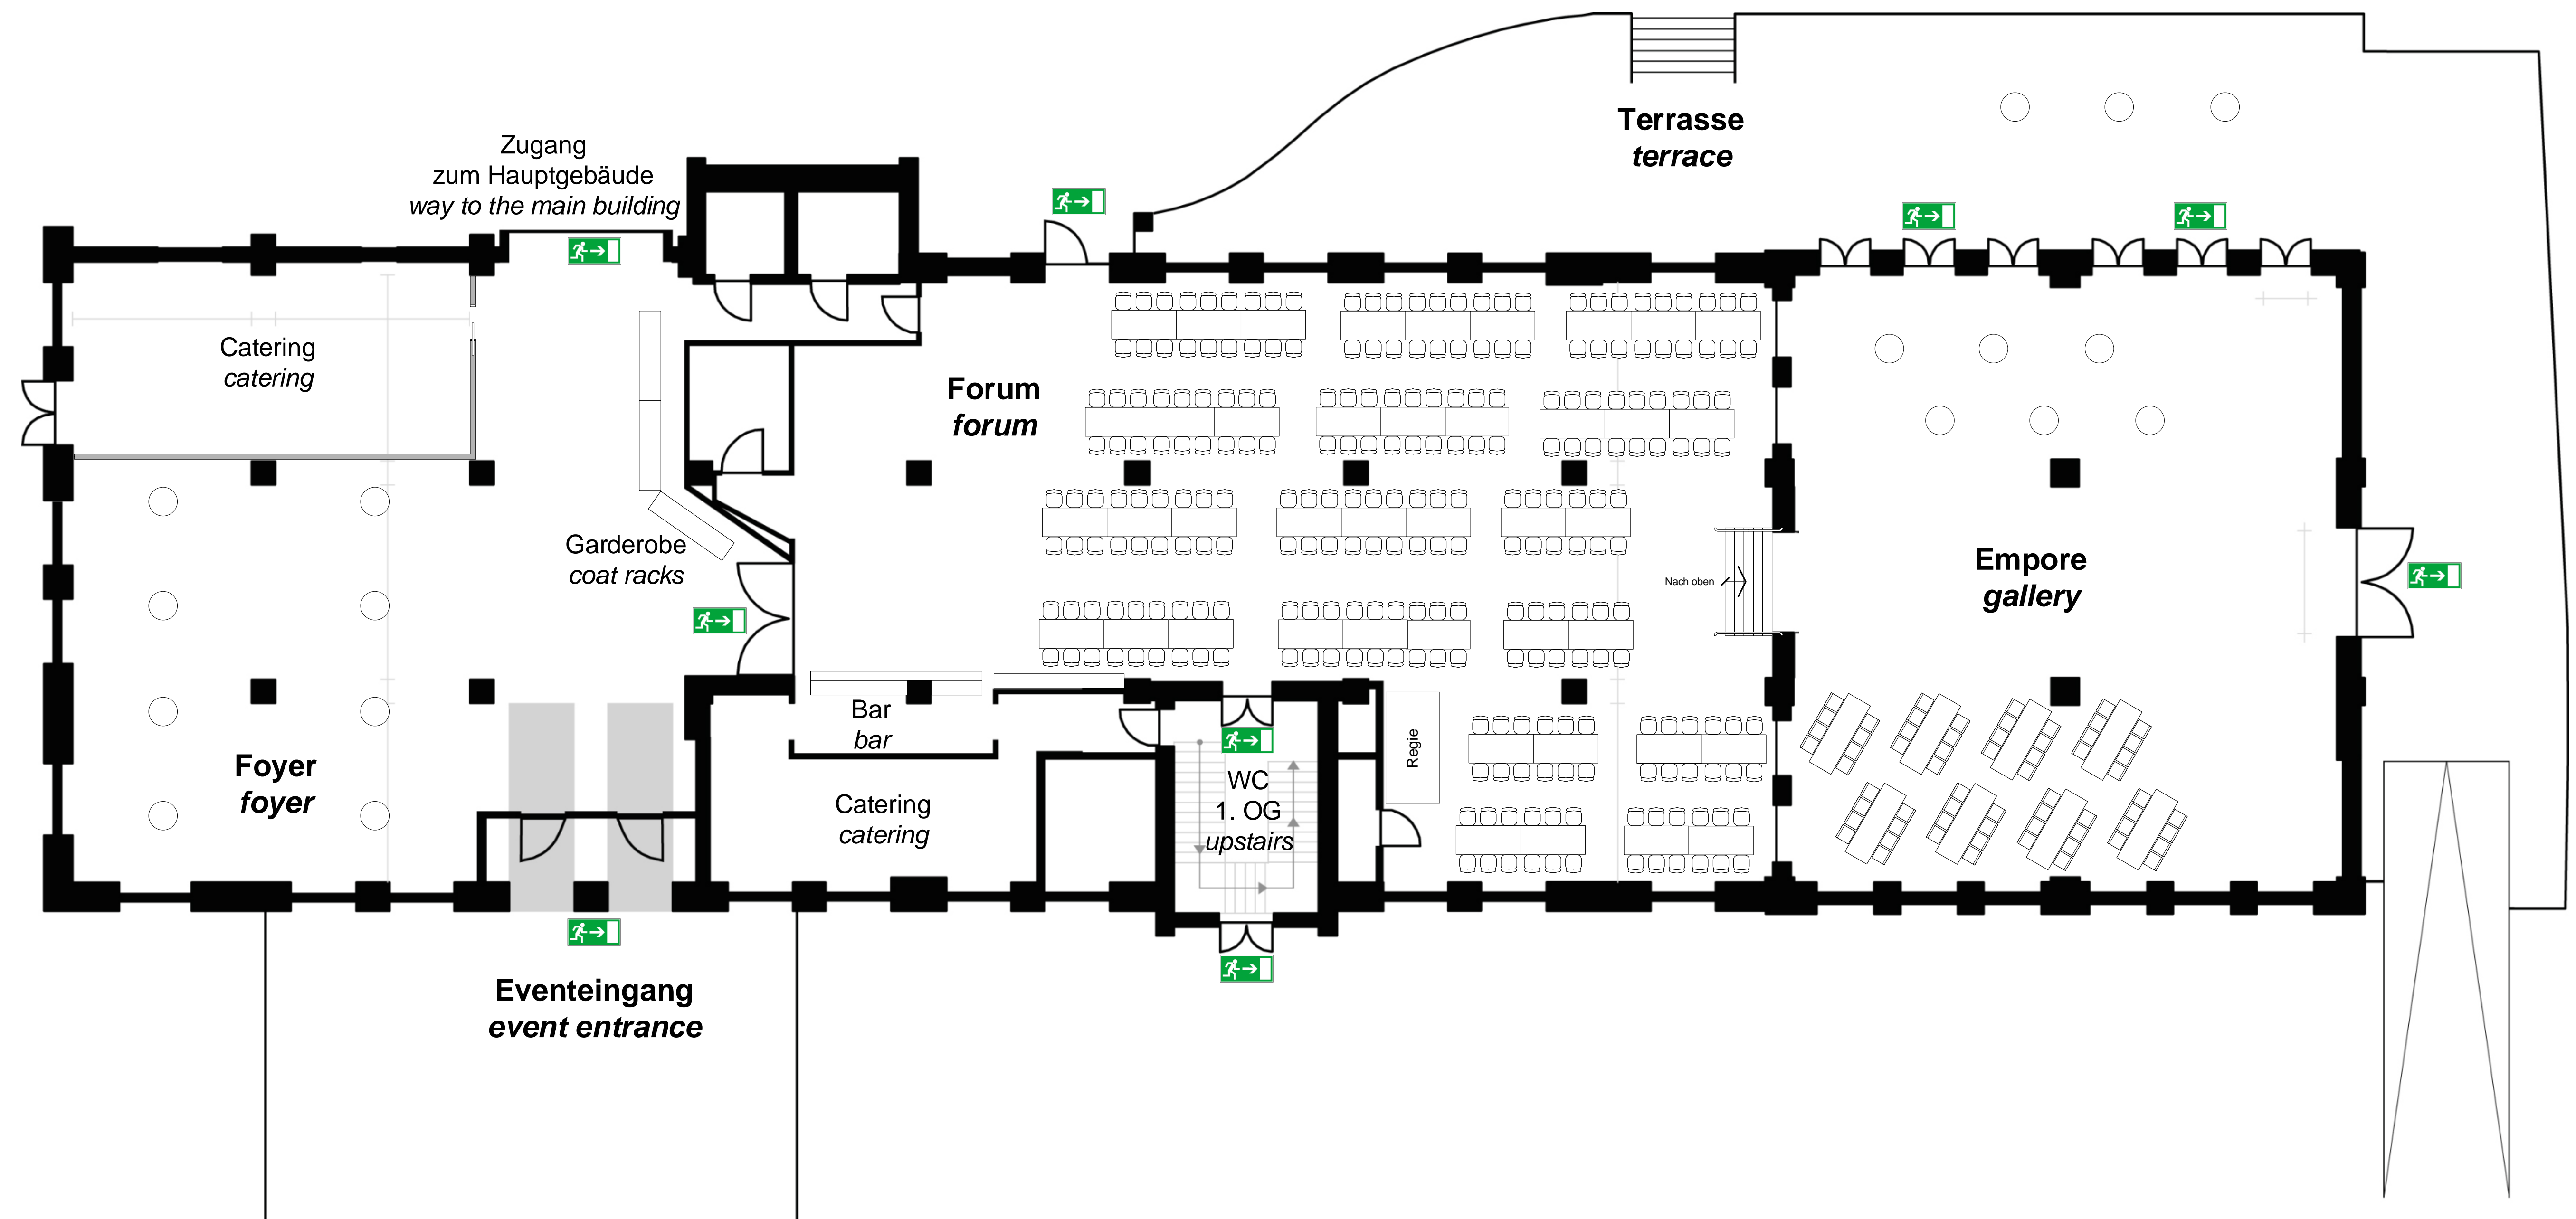 Terrasse
terrace
Zugang
zum Hauptgebäude
way to the main building
Catering
catering
Forum
forum
Garderobe
coat racks
Nach oben
Empore
gallery
Bar
bar
Regie
Foyer
foyer
WC
1. OG
upstairs
Catering
catering
Eventeingang
event entrance